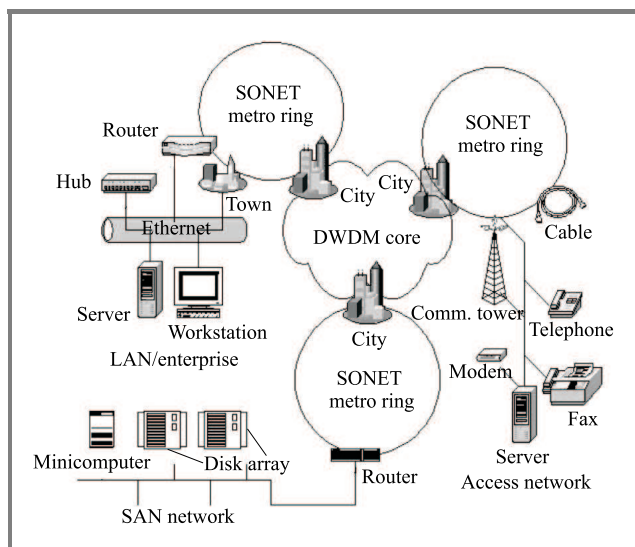 SONET
metro ring
SONET
metro ring
Router
Hub
Town
City
City
Ethernet
DWDM core
Cable
Server
Workstation
LAN/enterprise
City
Comm. tower
Telephone
SONET
metro ring
Modem
Fax
Minicomputer
Disk array
Router
Server
Access network
SAN network